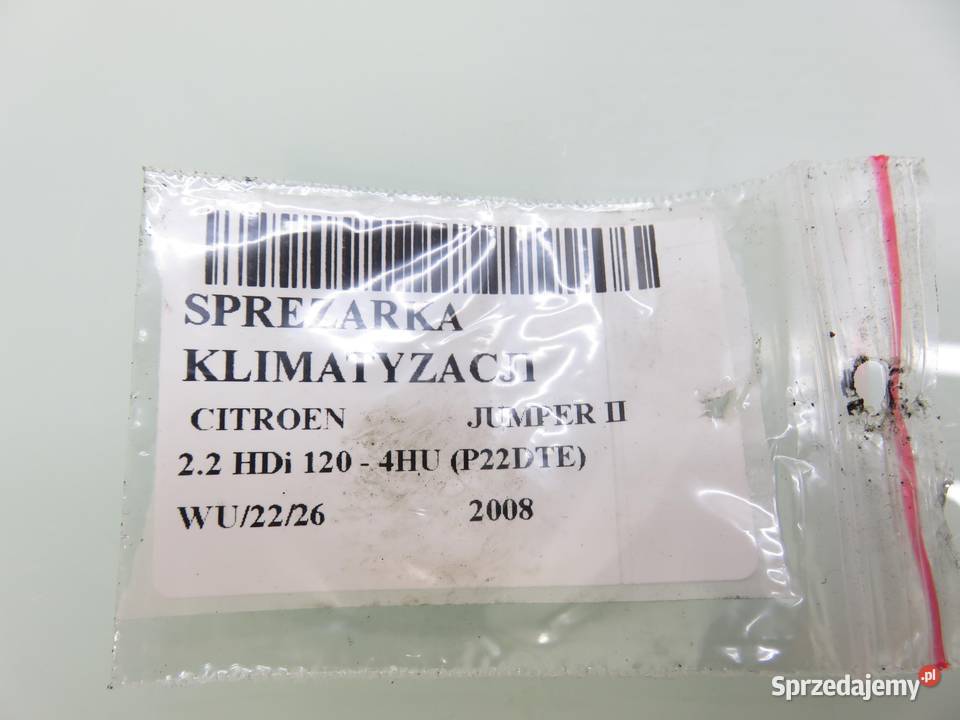 SPREZARKA
KLIMATYZACJI
CITROEN JUMPER II
2.2 HDi 120 - 4HU (P22DTE)
WU/22/26 2008
Sprzedajemy.pl